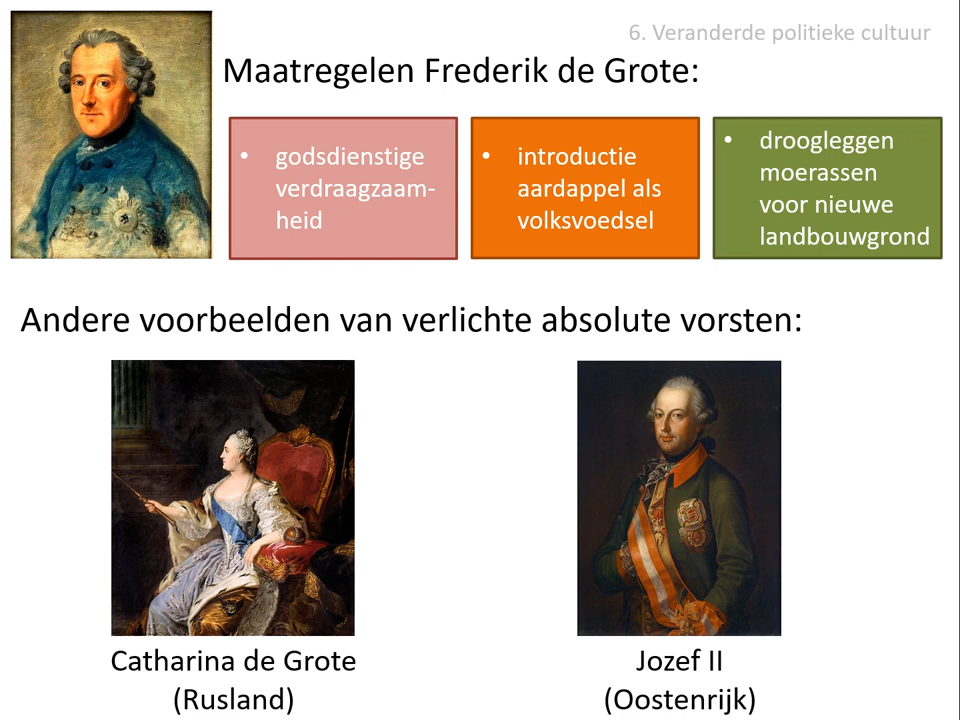 6. Veranderde politieke cultuur
Maatregelen Frederik de Grote:
• godsdienstige
verdraagzaam-
heid
• introductie
aardappel als
volksvoedsel
• droogleggen
moerassen
voor nieuwe
landbouwgrond
Andere voorbeelden van verlichte absolute vorsten:
Catharina de Grote
(Rusland)
Jozef II
(Oostenrijk)